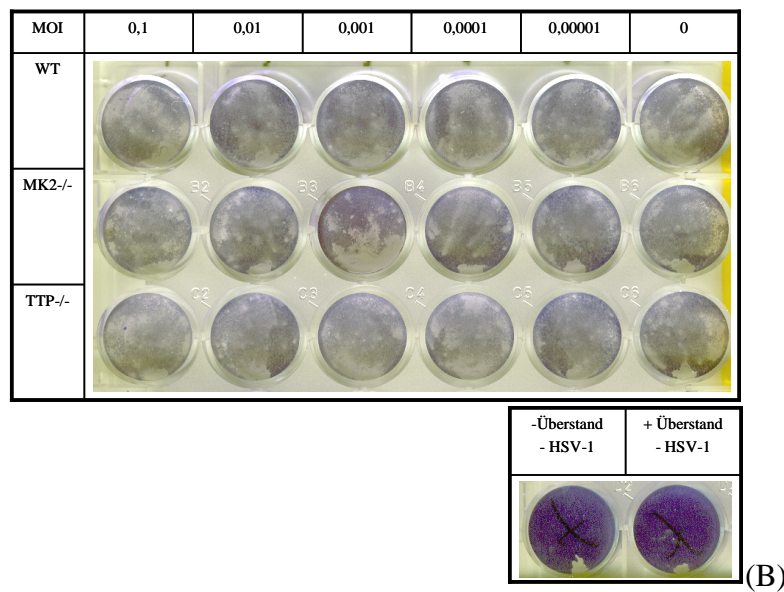 MOI 0,1 0,01 0,001 0,0001 0,00001 0
WT
MK2-/-
B2 B3 B4 B5 B6
TTP-/-
C2 C3 C4 C5 C6
-Überstand + Überstand
- HSV-1 - HSV-1
(B)